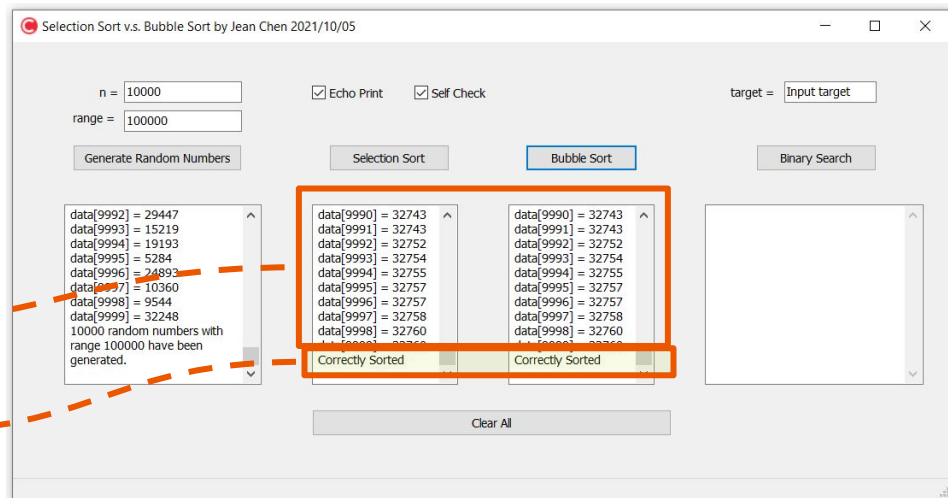 Selection Sort v.s. Bubble Sort by Jean Chen 2021/10/05
n = 10000
Echo Print
Self Check
target = Input target
range = 100000
Generate Random Numbers
Selection Sort
Bubble Sort
Binary Search
data[9992] = 29447
data[9993] = 15219
data[9994] = 19193
data[9995] = 5284
data[9996] = 24893
data[9997] = 10360
data[9998] = 9544
data[9999] = 32248
10000 random numbers with
range 100000 have been
generated.
data[9990] = 32743
data[9991] = 32743
data[9992] = 32752
data[9993] = 32754
data[9994] = 32755
data[9995] = 32757
data[9996] = 32757
data[9997] = 32758
data[9998] = 32760
Correctly Sorted
data[9990] = 32743
data[9991] = 32743
data[9992] = 32752
data[9993] = 32754
data[9994] = 32755
data[9995] = 32757
data[9996] = 32757
data[9997] = 32758
data[9998] = 32760
Correctly Sorted
Clear All